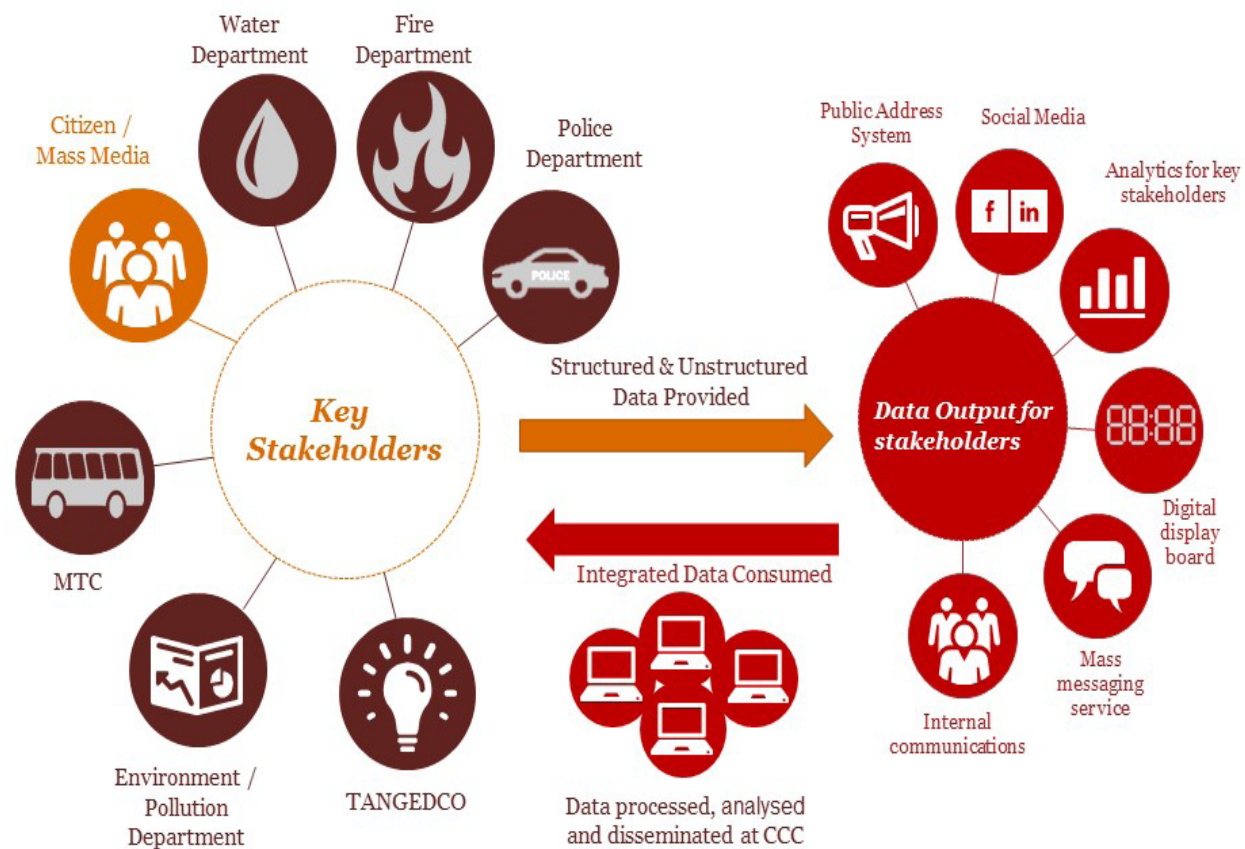 Water
Department
Fire
Department
Citizen /
Mass Media
Police
Department
POLICE
Key
Stakeholders
MTC
Environment /
Pollution
Department
TANGEDCO
Structured & Unstructured
Data Provided
Integrated Data Consumed
Data processed, analysed
and disseminated at CCC
Public Address
System
Social Media
f in
Analytics for key
stakeholders
Data Output for
stakeholders
88:88
Digital
display
board
Mass
messaging
service
Internal
communications